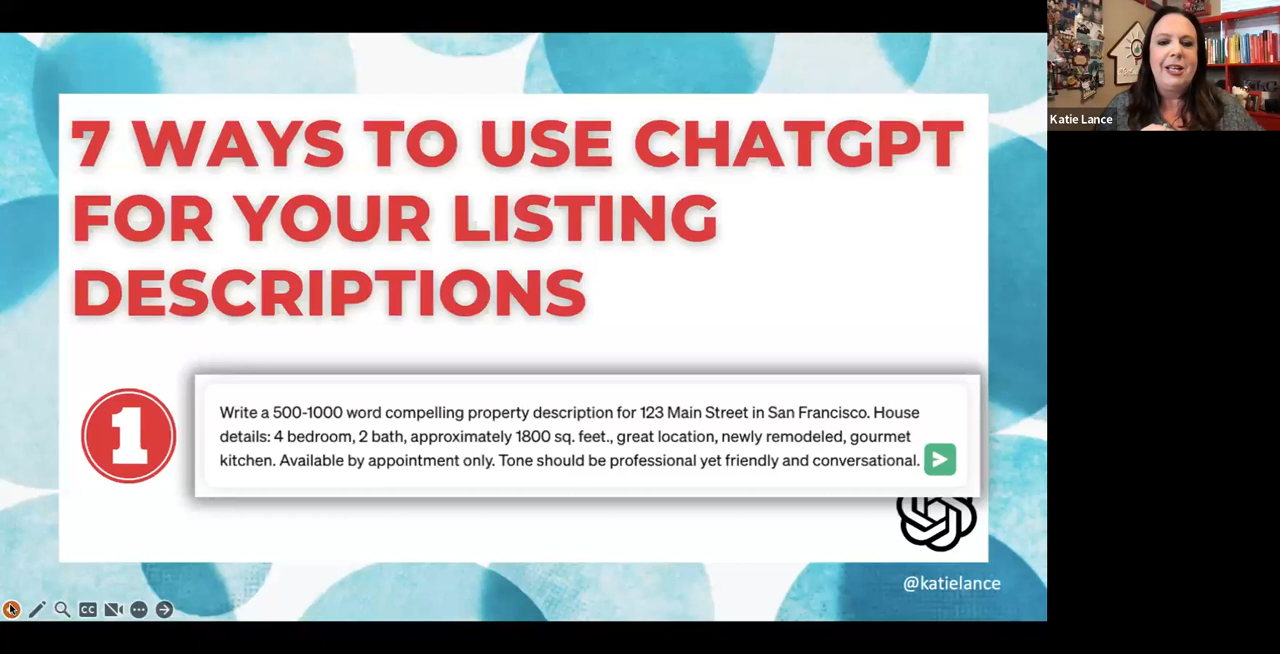 7 WAYS TO USE CHATGPT
FOR YOUR LISTING
DESCRIPTIONS
1
Write a 500-1000 word compelling property description for 123 Main Street in San Francisco. House
details: 4 bedroom, 2 bath, approximately 1800 sq. feet., great location, newly remodeled, gourmet
kitchen. Available by appointment only. Tone should be professional yet friendly and conversational.
@katielance
CC
Katie Lance